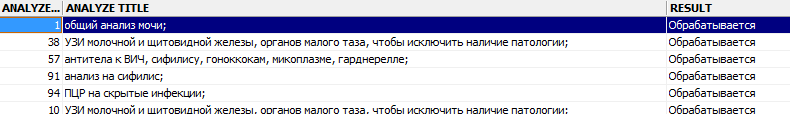 ANALYZE... ANALYZE TITLE RESULT
1 общий анализ мочи; Обрабатывается
38 УЗИ молочной и щитовидной железы, органов малого таза, чтобы исключить наличие патологии; Обрабатывается
57 антитела к ВИЧ, сифилису, гоноккокам, микоплазме, гарднерелле; Обрабатывается
91 анализ на сифилис; Обрабатывается
94 ПЦР на скрытые инфекции; Обрабатывается
10 УЗИ молочной и щитовидной железы, органов малого таза, чтобы исключить наличие патологии; Обрабатывается